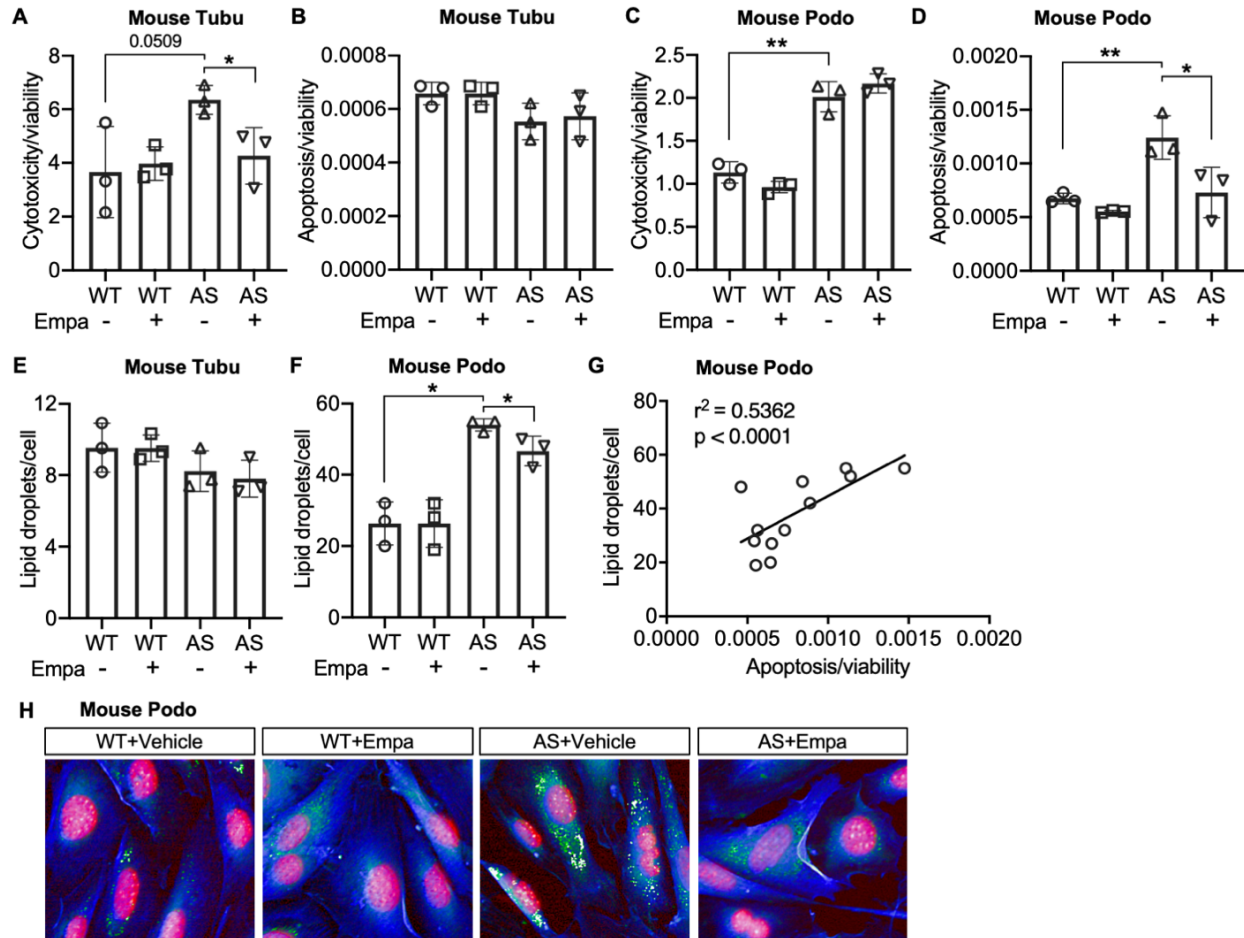 A Mouse Tubu
Cytotoxicity/viability
8
6
4
2
0
0.0509
*
WT WT AS AS
Empa - + - +
B Mouse Tubu
Apoptosis/viability
0.0008
0.0006
0.0004
0.0002
0.0000
WT WT AS AS
Empa - + - +
C Mouse Podo
Cytotoxicity/viability
2.5
2.0
1.5
1.0
0.5
0.0
**
WT WT AS AS
Empa - + - +
D Mouse Podo
Apoptosis/viability
0.0020
0.0015
0.0010
0.0005
0.0000
**
*
WT WT AS AS
Empa - + - +
E Mouse Tubu
Lipid droplets/cell
12
8
4
0
WT WT AS AS
Empa - + - +
F Mouse Podo
Lipid droplets/cell
60
40
20
0
*
*
WT WT AS AS
Empa - + - +
G Mouse Podo
Lipid droplets/cell
80
60
40
20
0
r² = 0.5362
p < 0.0001
0.0000 0.0005 0.0010 0.0015 0.0020
Apoptosis/viability
H Mouse Podo
WT+Vehicle WT+Empa AS+Vehicle AS+Empa